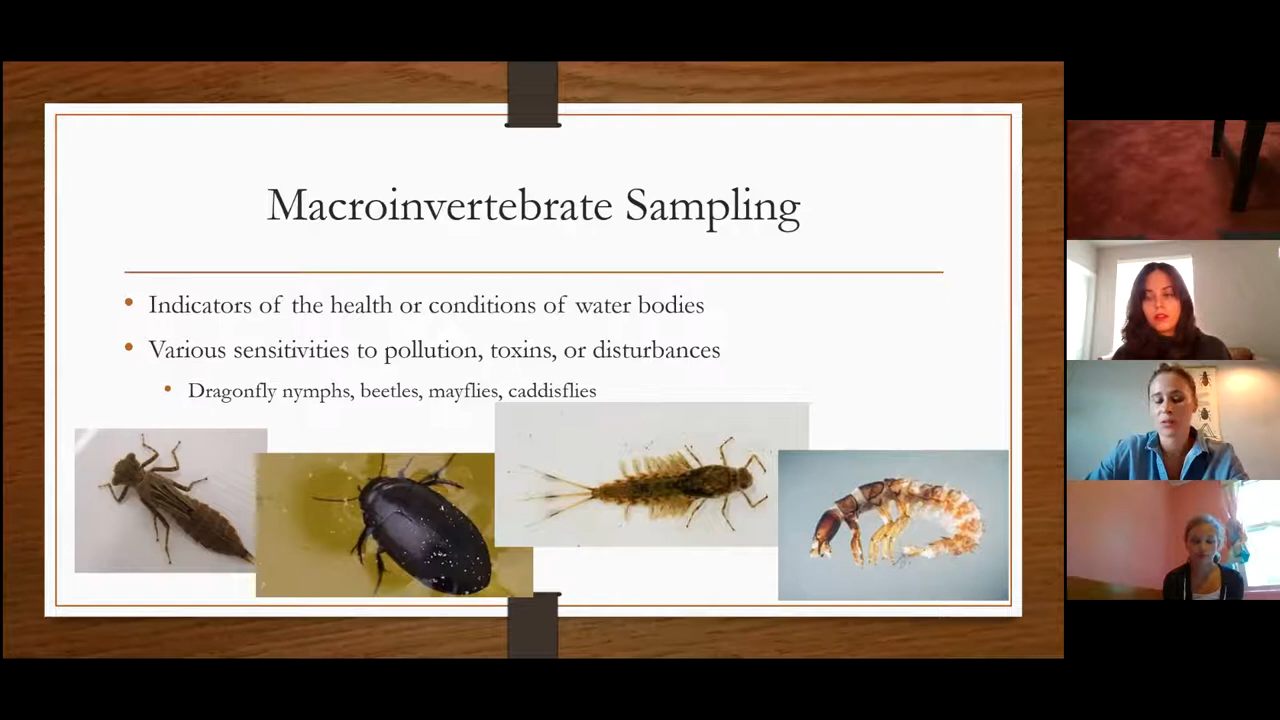 Macroinvertebrate Sampling
Indicators of the health or conditions of water bodies
Various sensitivities to pollution, toxins, or disturbances
Dragonfly nymphs, beetles, mayflies, caddisflies